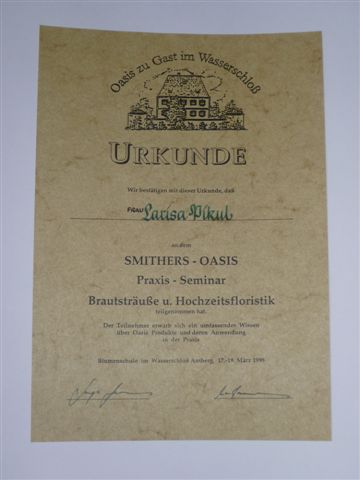 Oasis zu Gast im Wasserschloß
URKUNDE
Wir bestätigen mit dieser Urkunde, daß
FRAU Larisa Pikul
an dem
SMITHERS - OASIS
Praxis - Seminar
Brautsträuße u. Hochzeitsfloristik
teilgenommen hat.
Der Teilnehmer erwarb sich ein umfassendes Wissen
über Oasis Produkte und deren Anwendung
in der Praxis
Blumenschule im Wasserschloß Aufseßg, 17.-19. März